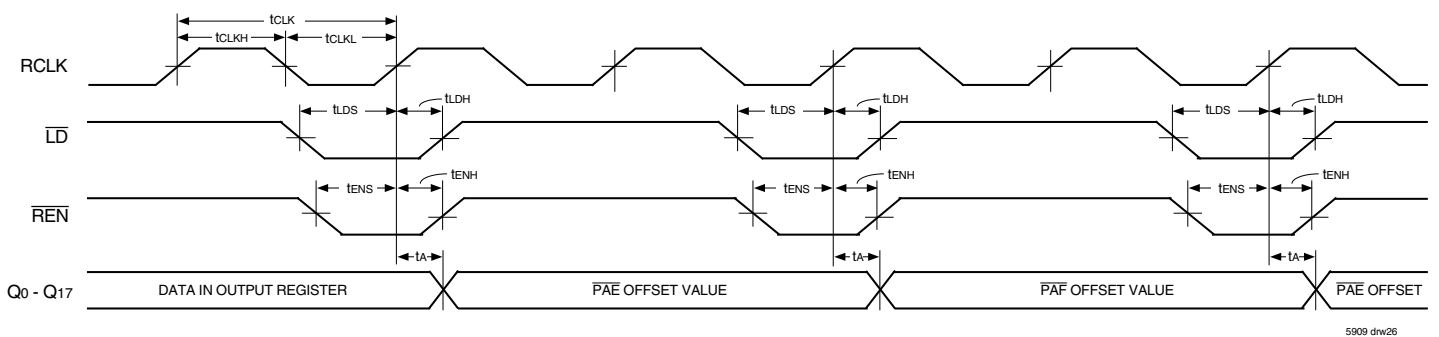 tCLK
tCLKH
tCLKL
RCLK
tLDS
tLDH
tLDS
tLDH
tLDS
tLDH
LD
tENS
tENH
tENS
tENH
tENS
tENH
REN
tA
tA
tA
Q0 - Q17
DATA IN OUTPUT REGISTER
PAE OFFSET VALUE
PAF OFFSET VALUE
PAE OFFSET
5909 drw26